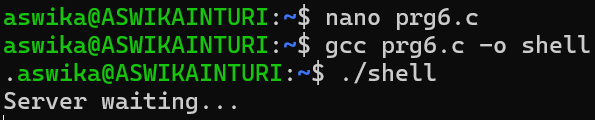 aswika@ASWIKAINTURI:~$ nano prg6.c
aswika@ASWIKAINTURI:~$ gcc prg6.c -o shell
.aswika@ASWIKAINTURI:~$ ./shell
Server waiting...